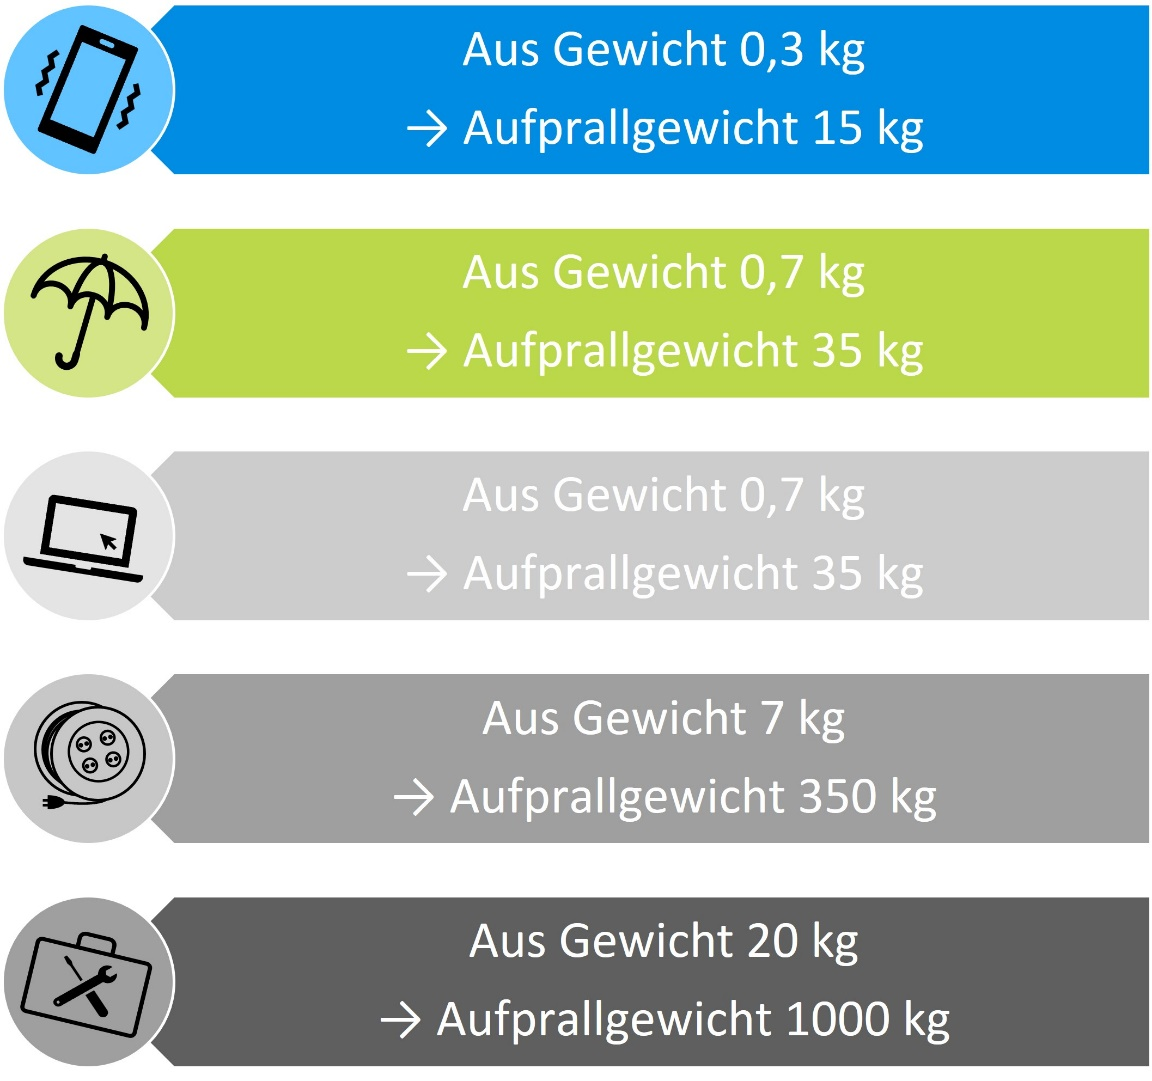 Aus Gewicht 0,3 kg
→ Aufprallgewicht 15 kg
Aus Gewicht 0,7 kg
→ Aufprallgewicht 35 kg
Aus Gewicht 0,7 kg
→ Aufprallgewicht 35 kg
Aus Gewicht 7 kg
→ Aufprallgewicht 350 kg
Aus Gewicht 20 kg
→ Aufprallgewicht 1000 kg